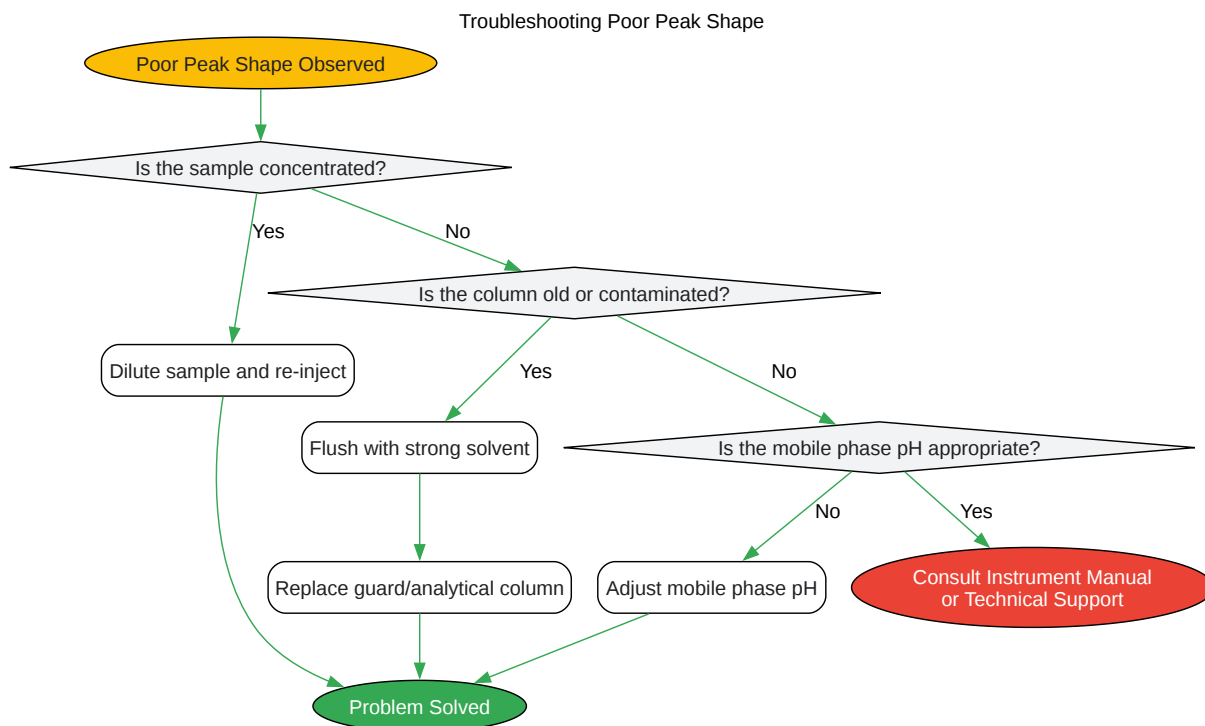 Troubleshooting Poor Peak Shape
Poor Peak Shape Observed
Is the sample concentrated?
Yes
No
Is the column old or contaminated?
Dilute sample and re-inject
Yes
No
Flush with strong solvent
Is the mobile phase pH appropriate?
No
Yes
Replace guard/analytical column
Adjust mobile phase pH
Consult Instrument Manual
or Technical Support
Problem Solved